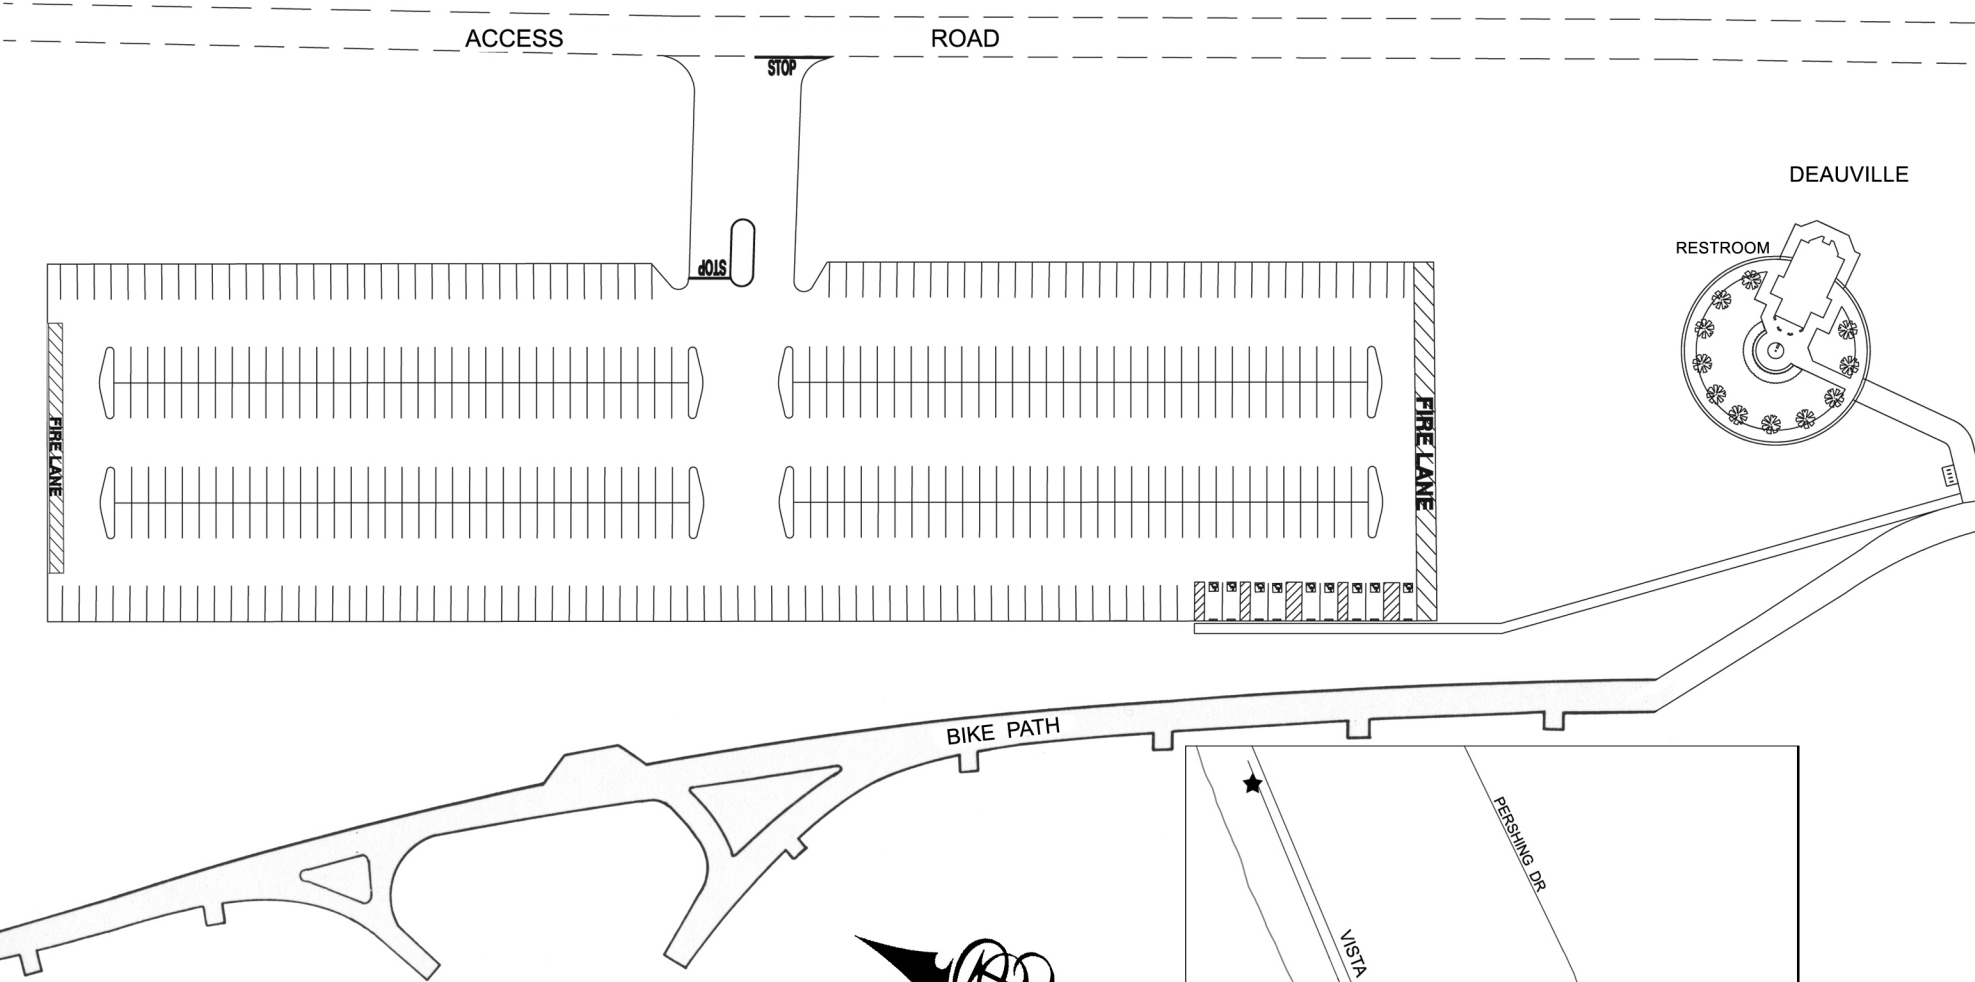 ACCESS ROAD
STOP
DEAUVILLE
RESTROOM
STOP
FIRE LANE
FIRE LANE
BIKE PATH
PERSHING DR
VISTA